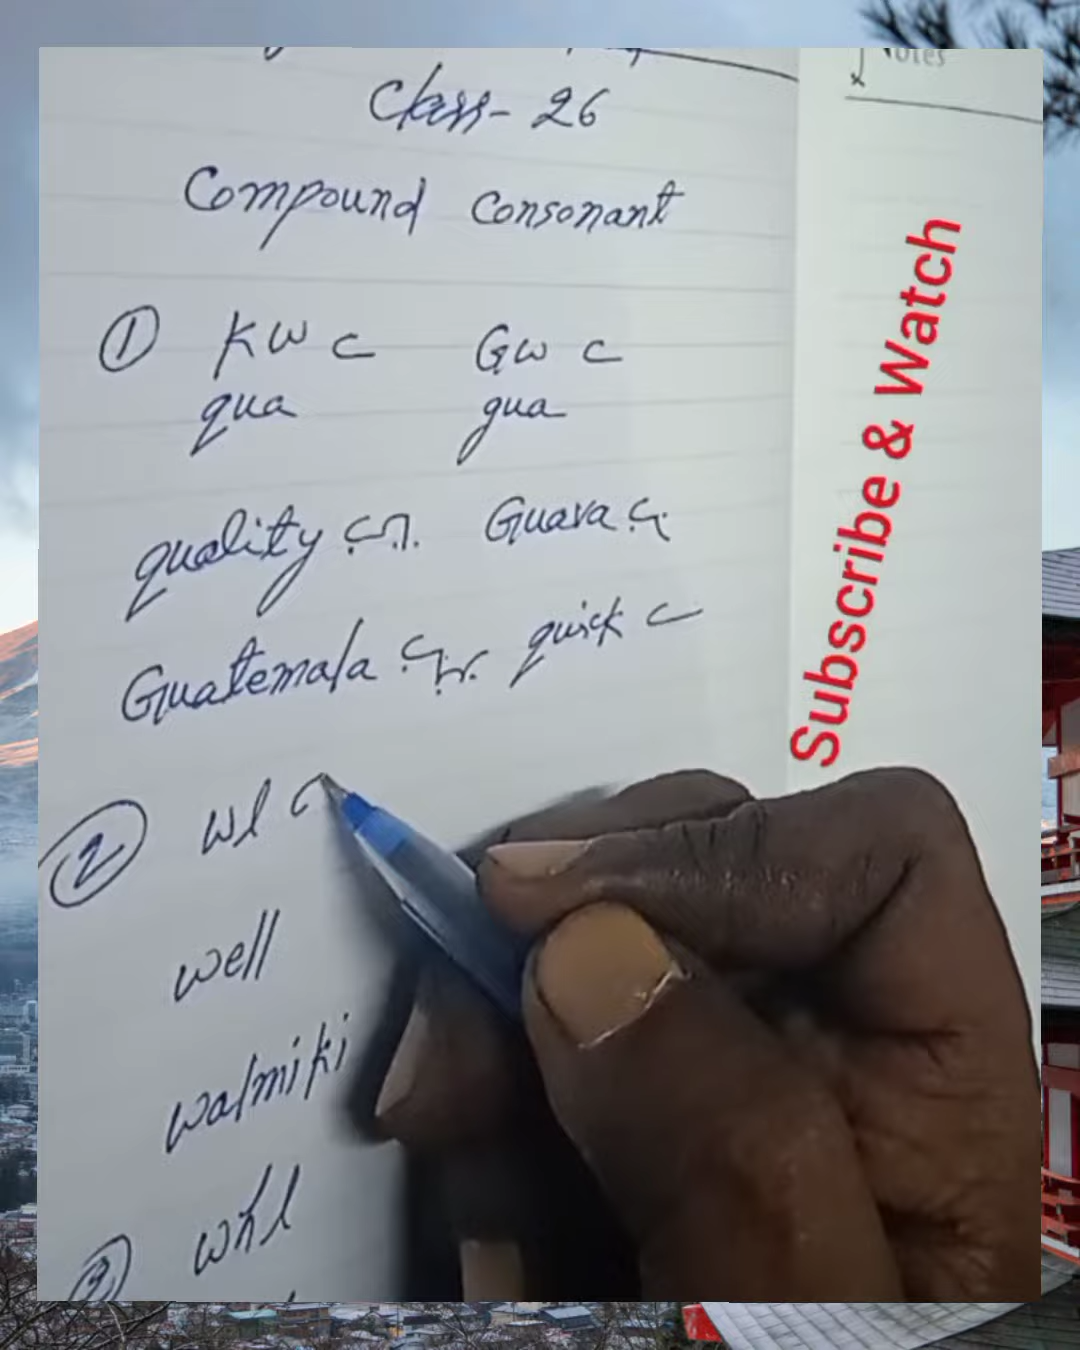 Notes
Class-26
Compound Consonant
① KW GW
qua gua
quality Guava
Guatemala quick
② wl
well
walmiki
③ whl
Subscribe & Watch